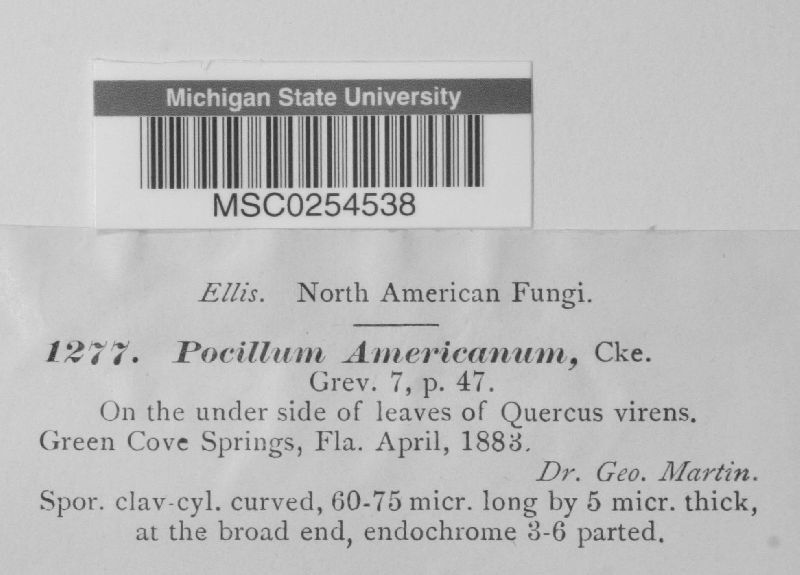 Michigan State University
MSC0254538
Ellis. North American Fungi.
1277. Pocillum Americanum, Cke.
Grev. 7, p. 47.
On the under side of leaves of Quercus virens.
Green Cove Springs, Fla. April, 1883.
Dr. Geo. Martin.
Spor. clav-cyl. curved, 60-75 micr. long by 5 micr. thick,
at the broad end, endochrome 3-6 parted.